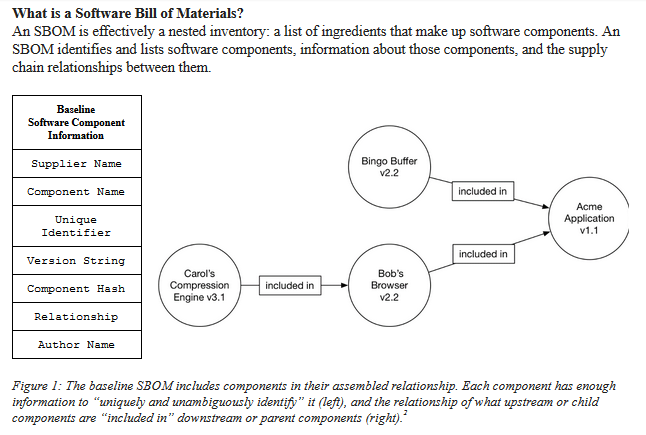 What is a Software Bill of Materials?
An SBOM is effectively a nested inventory: a list of ingredients that make up software components. An
SBOM identifies and lists software components, information about those components, and the supply
chain relationships between them.
Baseline
Software Component
Information
Supplier Name
Component Name
Unique
Identifier
Version String
Component Hash
Relationship
Author Name
Carol's
Compression
Engine v3.1
included in
Bingo Buffer
v2.2
included in
Bob's
Browser
v2.2
included in
Acme
Application
v1.1
Figure 1: The baseline SBOM includes components in their assembled relationship. Each component has enough
information to “uniquely and unambiguously identify” it (left), and the relationship of what upstream or child
components are “included in” downstream or parent components (right).²